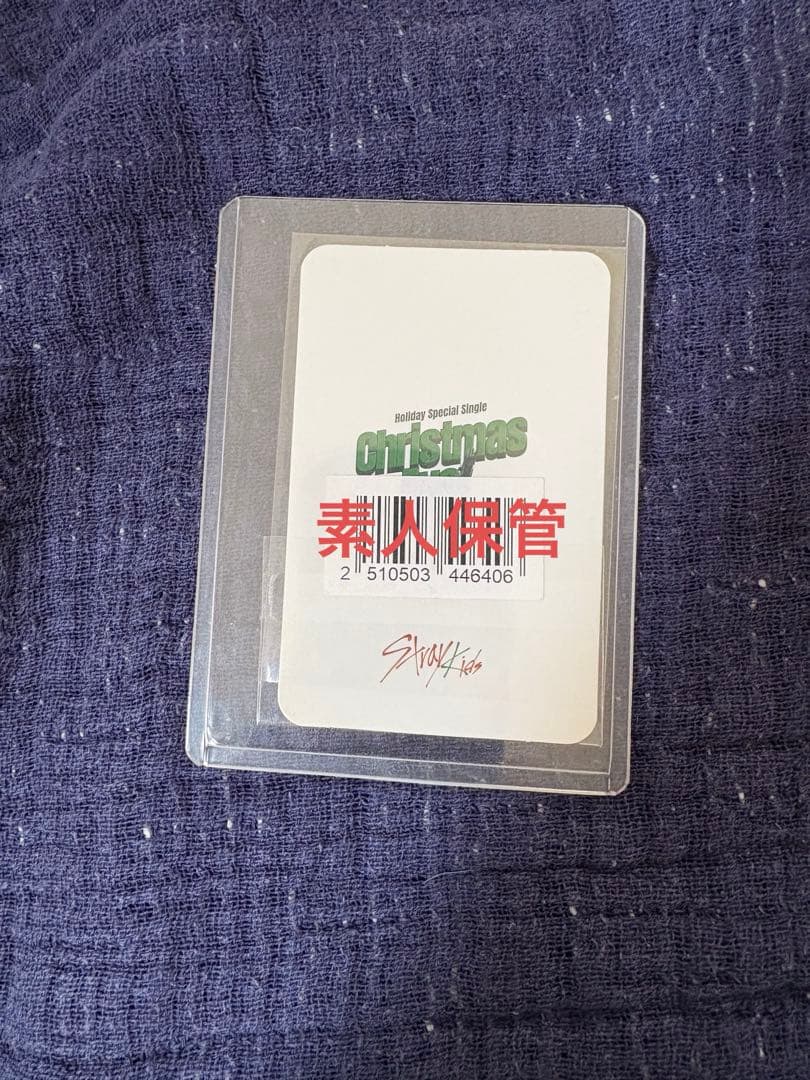 Holiday Special Single
Christmas
素人保管
2 510503 446406
Stray Kids